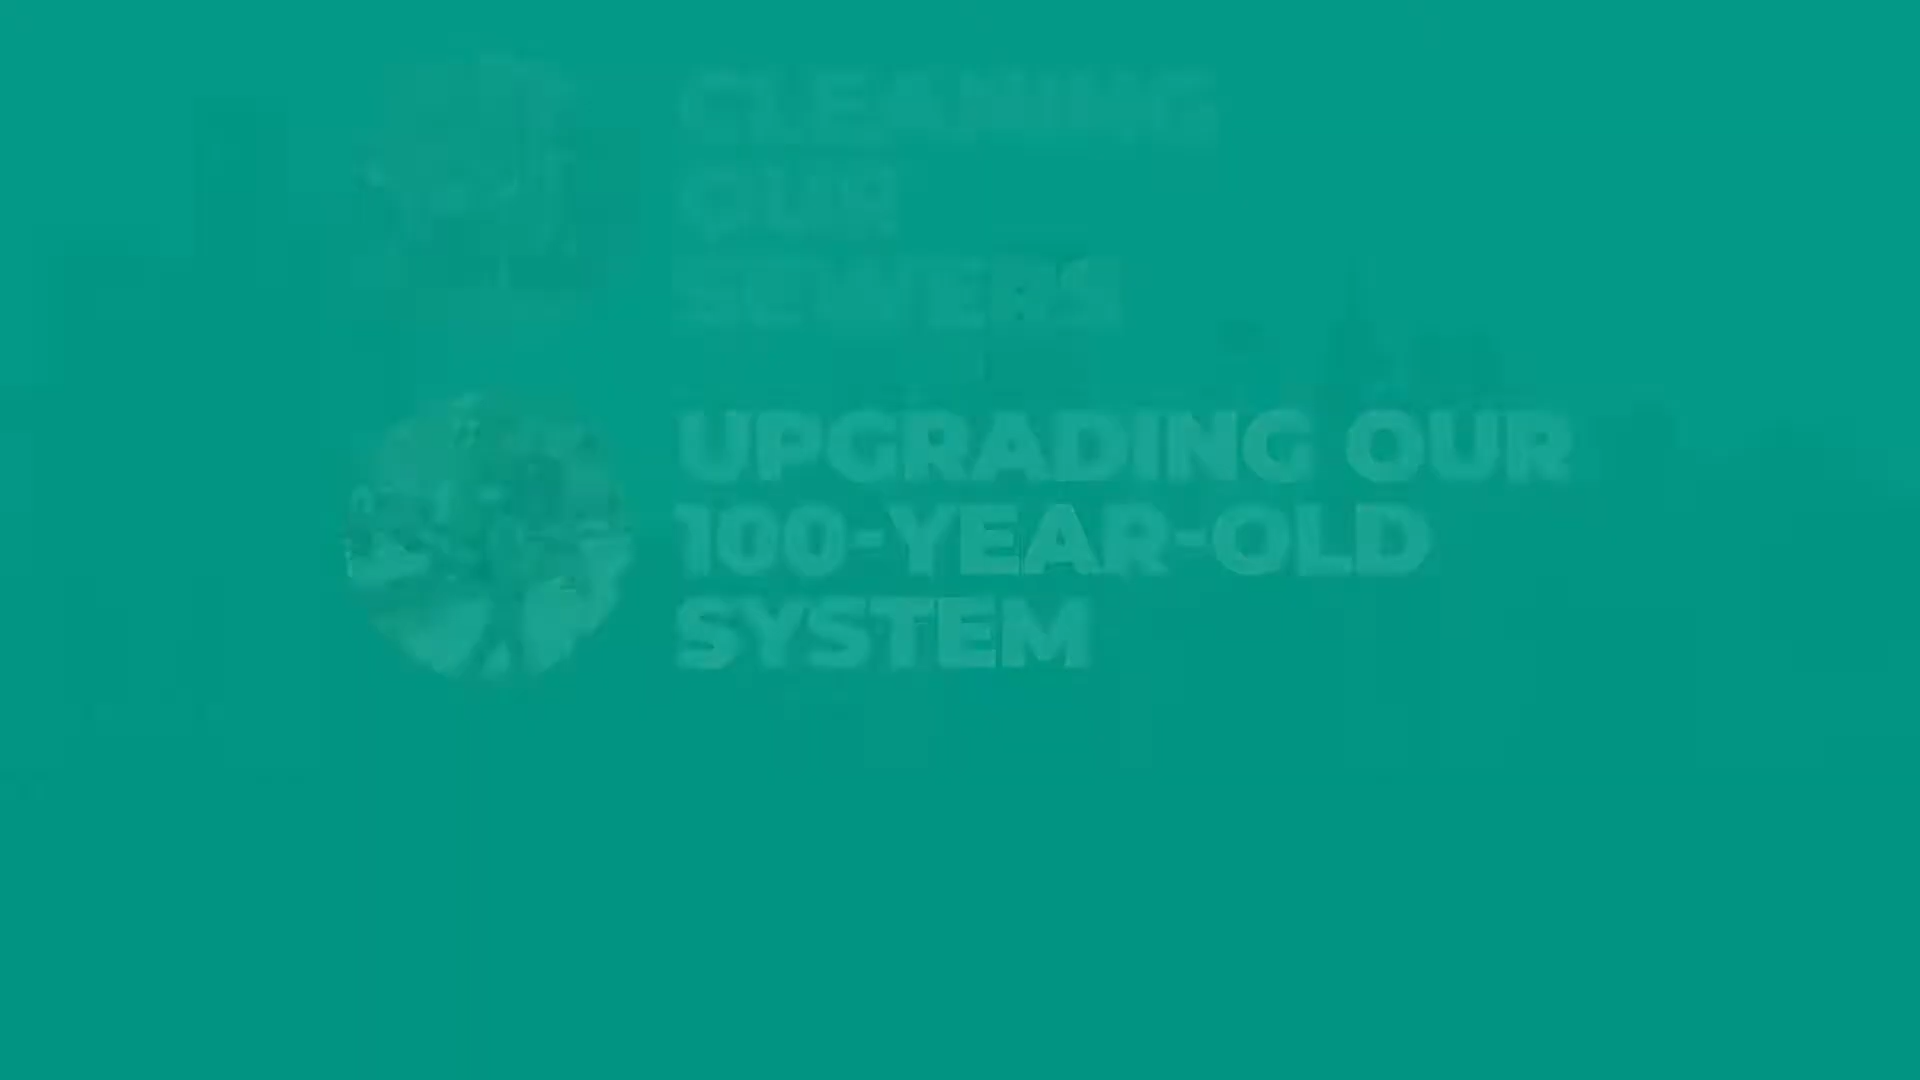 CLEANING
OUR
SEWERS
UPGRADING OUR
100-YEAR-OLD
SYSTEM